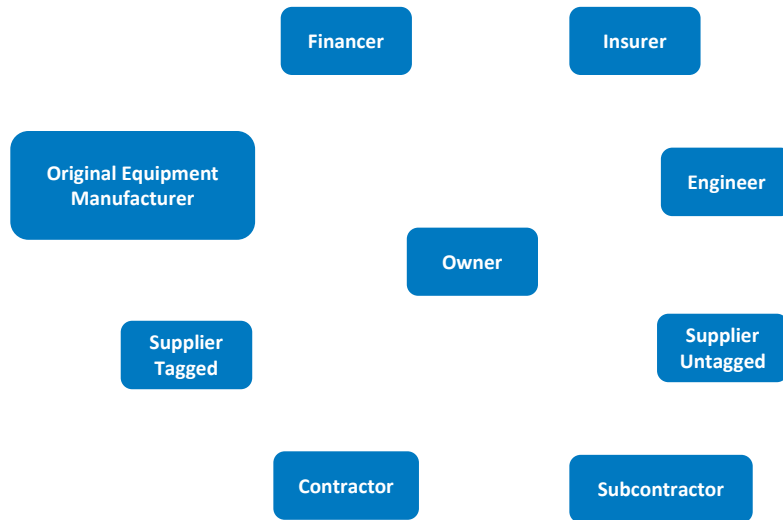 Financer
Insurer
Original Equipment
Manufacturer
Engineer
Owner
Supplier
Tagged
Supplier
Untagged
Contractor
Subcontractor